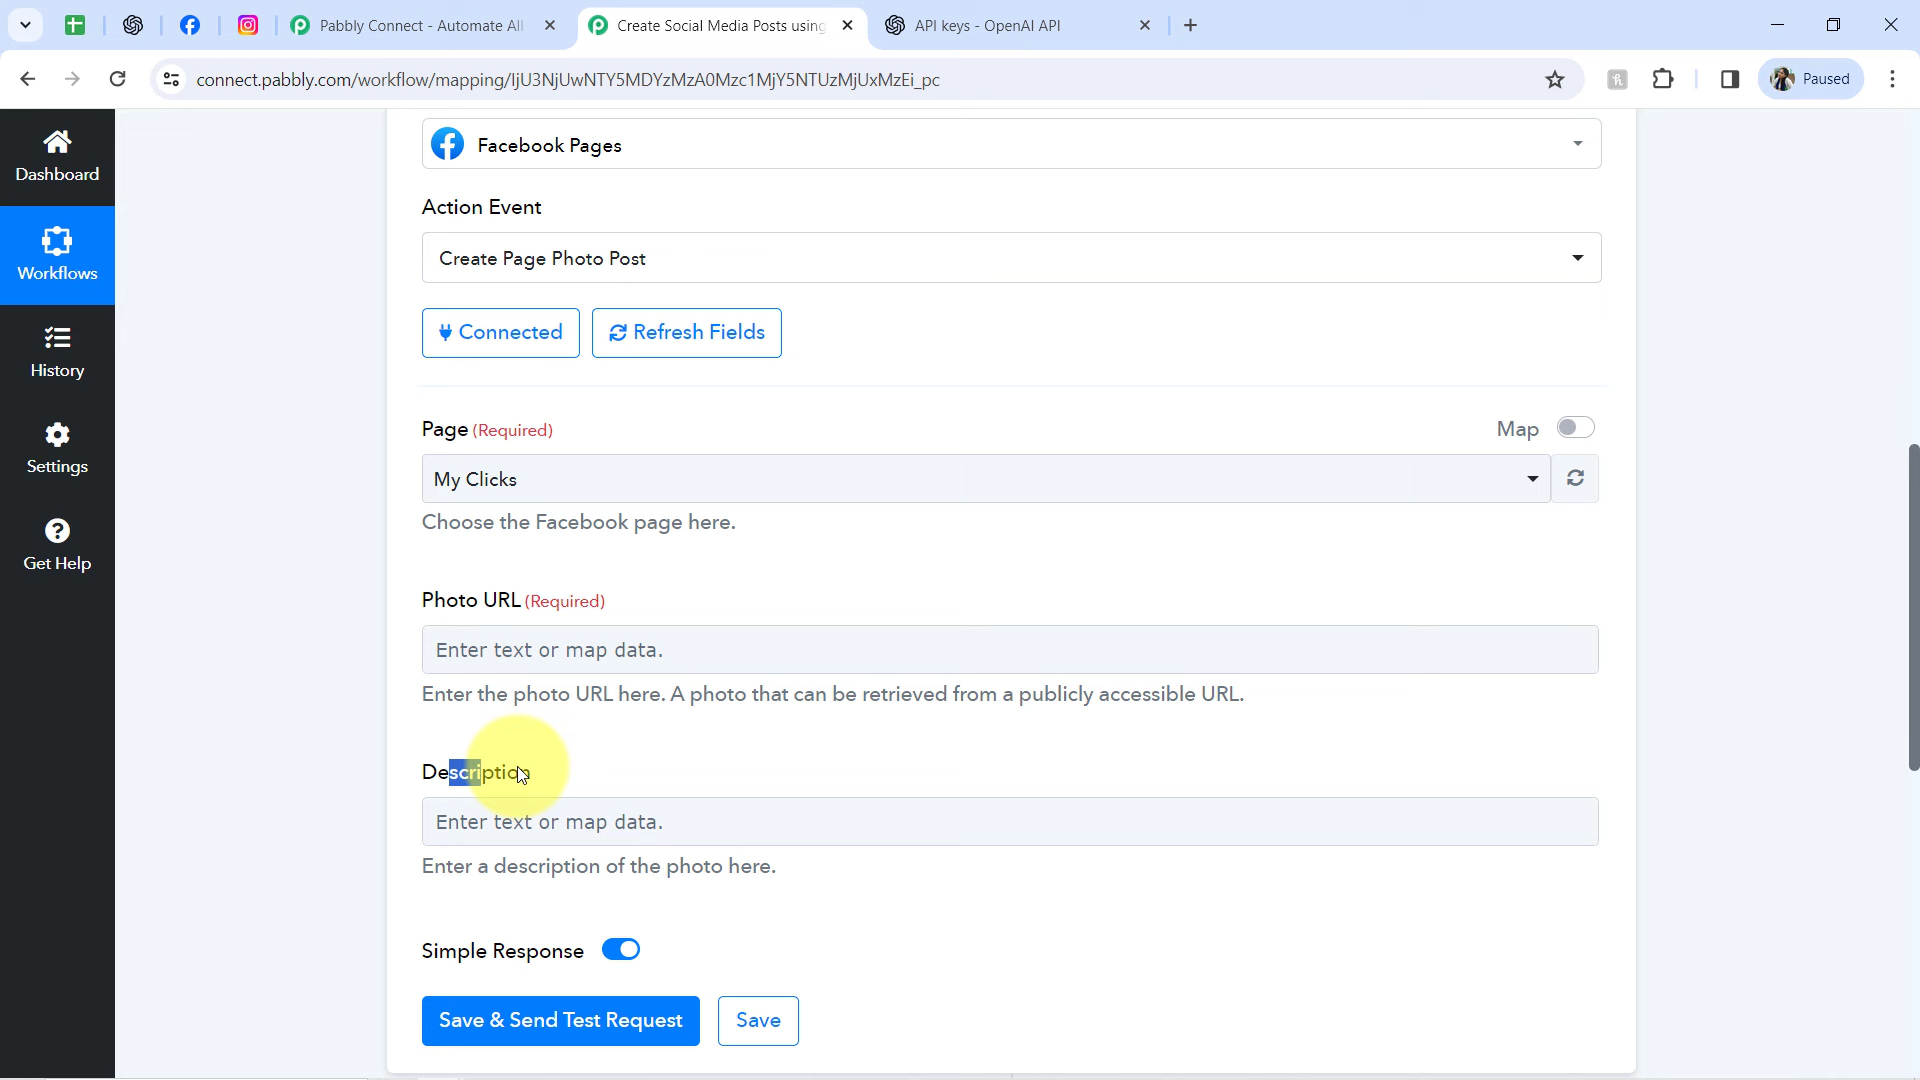 Pabbly Connect - Automate All
Create Social Media Posts using
API keys - OpenAI API
connect.pabbly.com/workflow/mapping/IjU3NjUwNTY5MDYzMzA0Mzc1MjY5NTUzMjUxMzEi_pc
Paused
Dashboard
Workflows
History
Settings
Get Help
Facebook Pages
Action Event
Create Page Photo Post
Connected
Refresh Fields
Page (Required)
Map
My Clicks
Choose the Facebook page here.
Photo URL (Required)
Enter text or map data.
Enter the photo URL here. A photo that can be retrieved from a publicly accessible URL.
Description
Enter text or map data.
Enter a description of the photo here.
Simple Response
Save & Send Test Request
Save